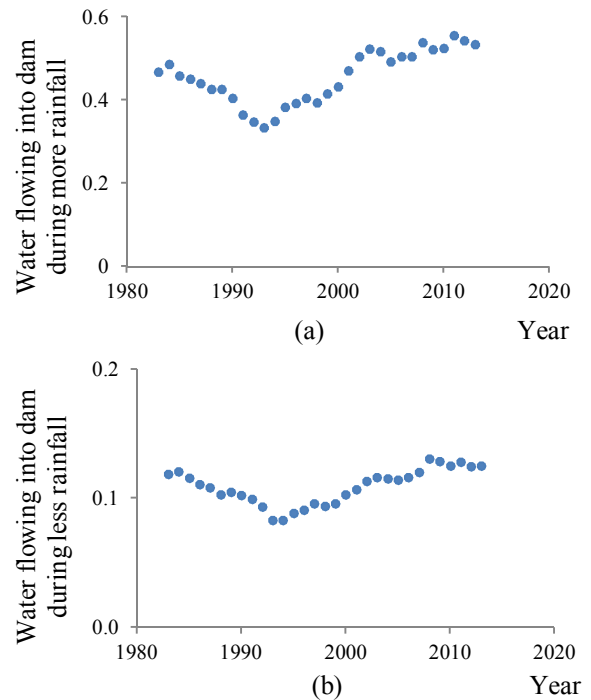 Water flowing into dam
during more rainfall
0.6
0.4
0.2
0
1980
1990
2000
2010
2020
(a)
Year
Water flowing into dam
during less rainfall
0.2
0.1
0.0
1980
1990
2000
2010
2020
(b)
Year